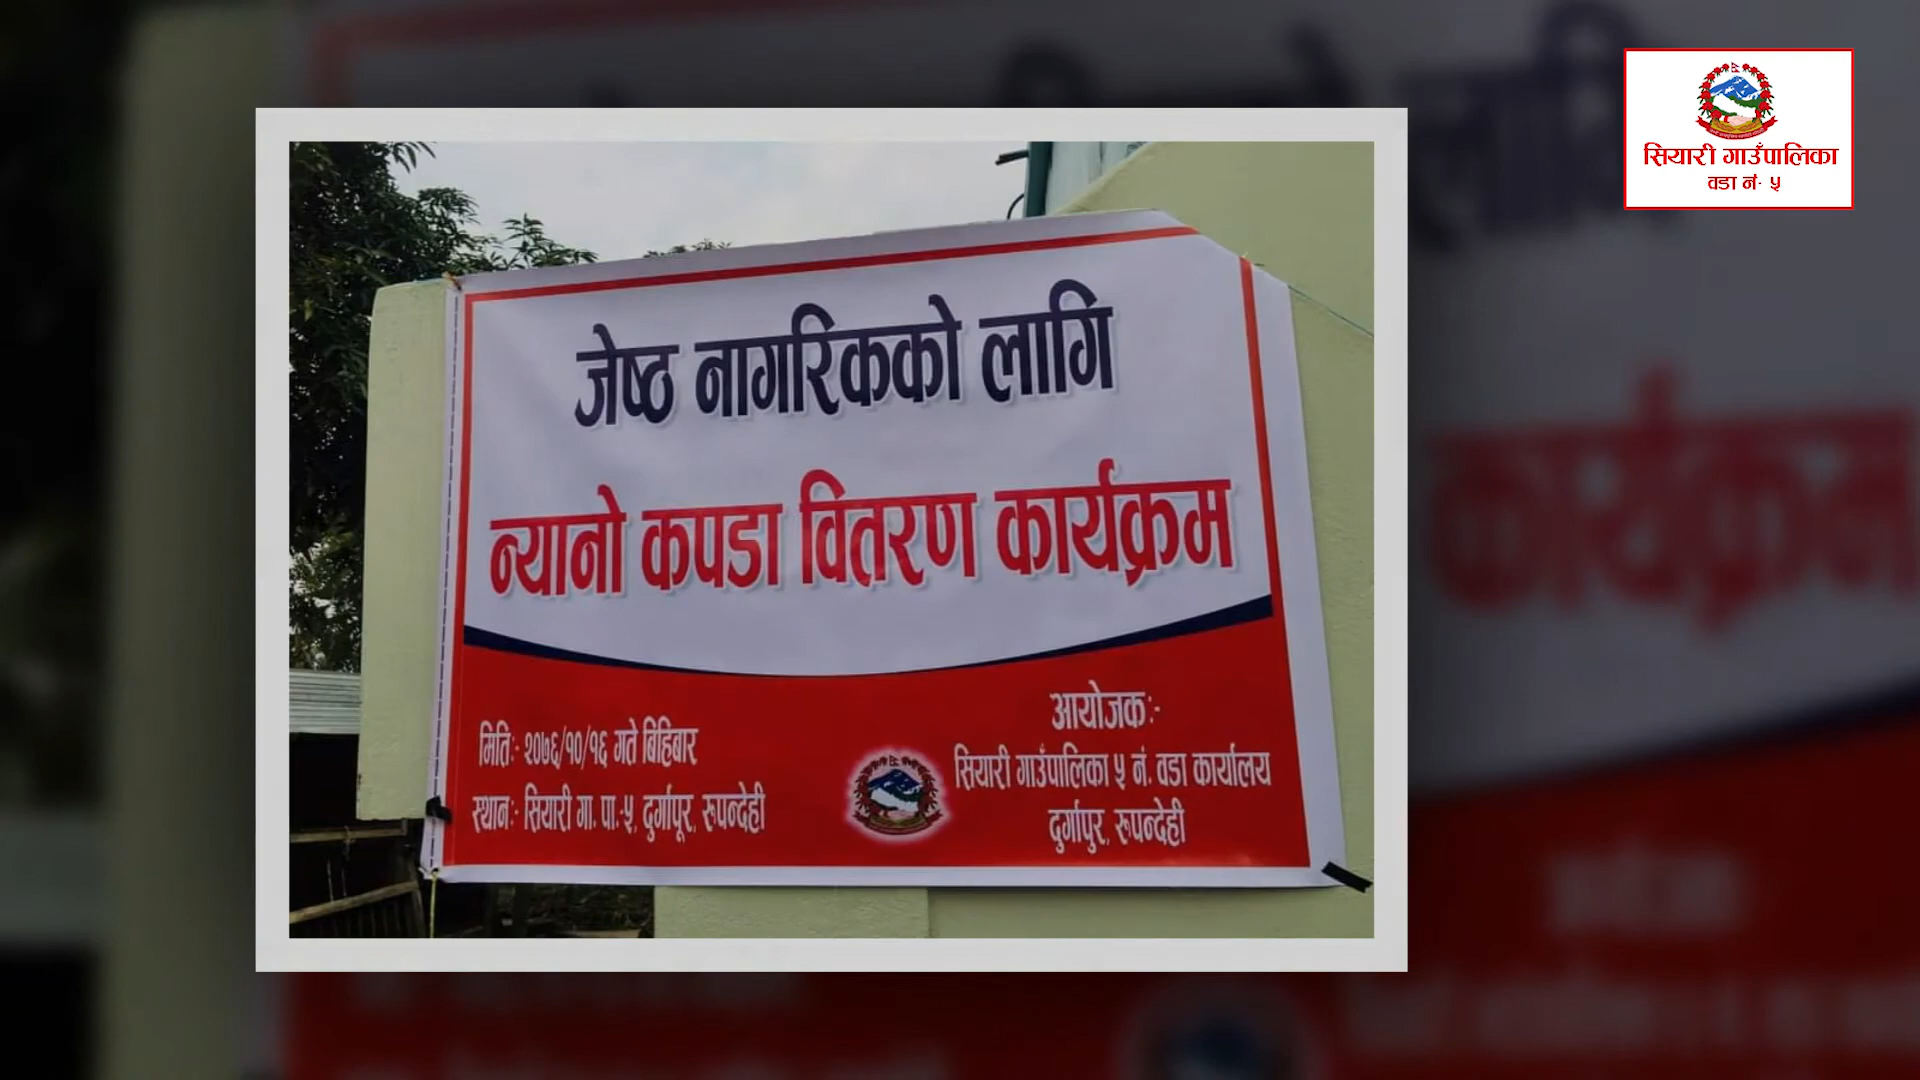 सियारी गाउँपालिका
वडा नं. ५
जेष्ठ नागरिकको लागि
न्यानो कपडा वितरण कार्यक्रम
मितिः- २०७६/१०/१६ गते बिहिबार
स्थानः- सियारी गा. पा.-५, दुर्गापूर, रूपन्देही
आयोजकः-
सियारी गाउँपालिका ५ नं. वडा कार्यालय
दुर्गापुर, रूपन्देही